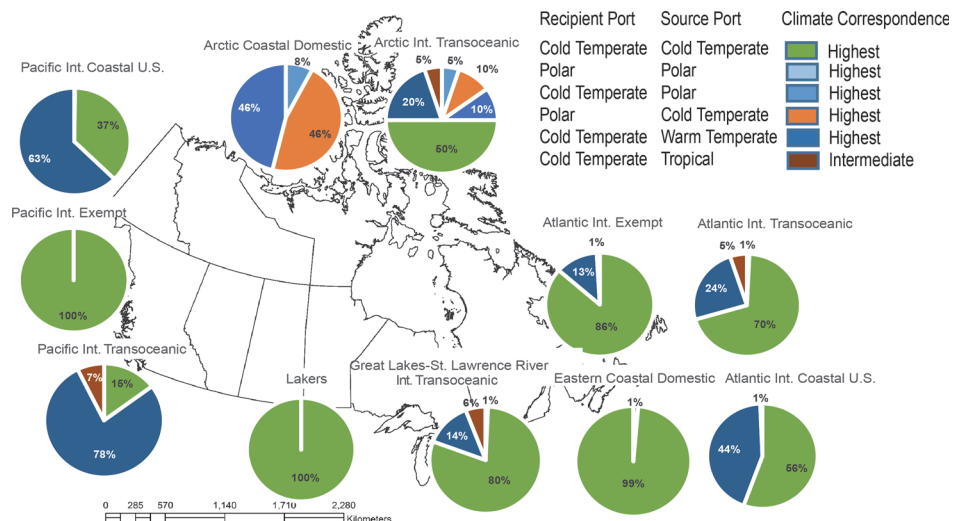 Recipient Port Source Port Climate Correspondence
Cold Temperate Cold Temperate Highest
Polar Polar Highest
Cold Temperate Polar Highest
Polar Cold Temperate Highest
Cold Temperate Warm Temperate Highest
Cold Temperate Tropical Intermediate
Pacific Int. Coastal U.S.
37%
63%
Arctic Coastal Domestic
8%
46%
46%
Arctic Int. Transoceanic
5% 5%
10%
20%
10%
50%
Pacific Int. Exempt
100%
Atlantic Int. Exempt
1%
13%
86%
Atlantic Int. Transoceanic
5% 1%
24%
70%
Pacific Int. Transoceanic
7%
15%
78%
Lakers
100%
Great Lakes-St. Lawrence River
Int. Transoceanic
6% 1%
14%
80%
Eastern Coastal Domestic
1%
99%
Atlantic Int. Coastal U.S.
1%
44%
56%
0 285 570 1,140 1,710 2,280
Kilometers